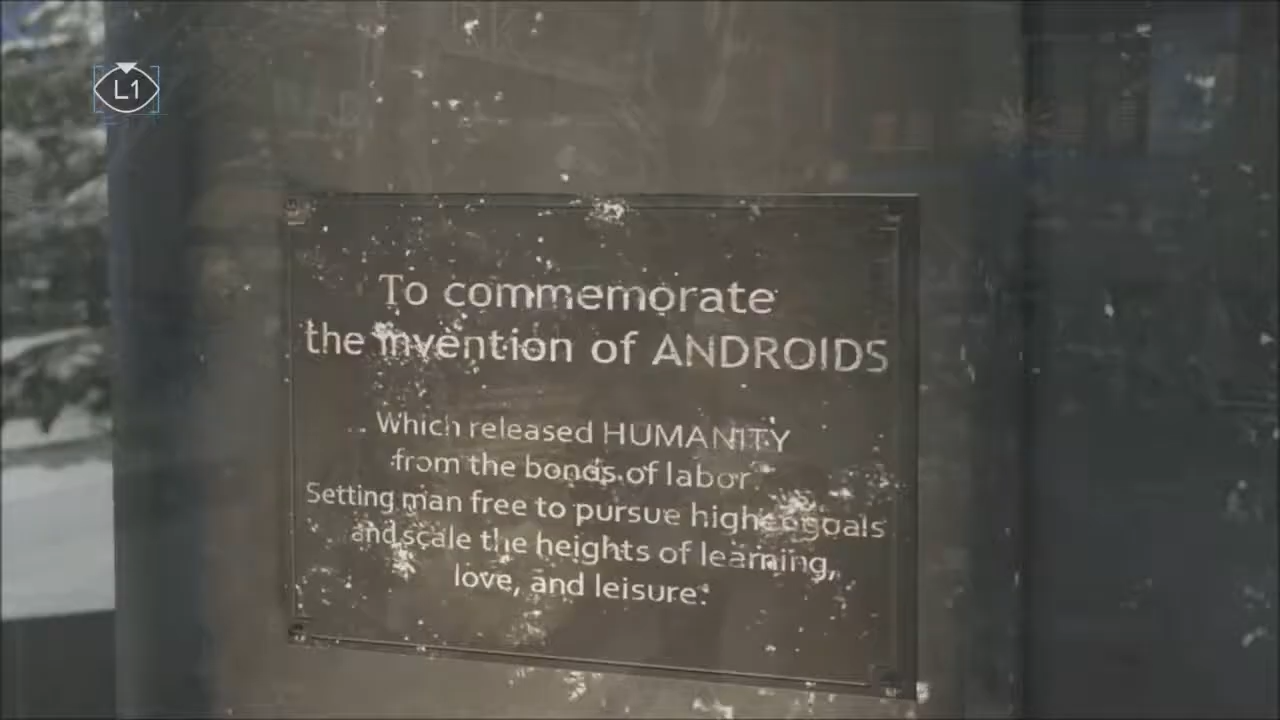 L1
To commemorate
the invention of ANDROIDS
Which released HUMANITY
from the bonds of labor
Setting man free to pursue higher goals
and scale the heights of learning,
love, and leisure.